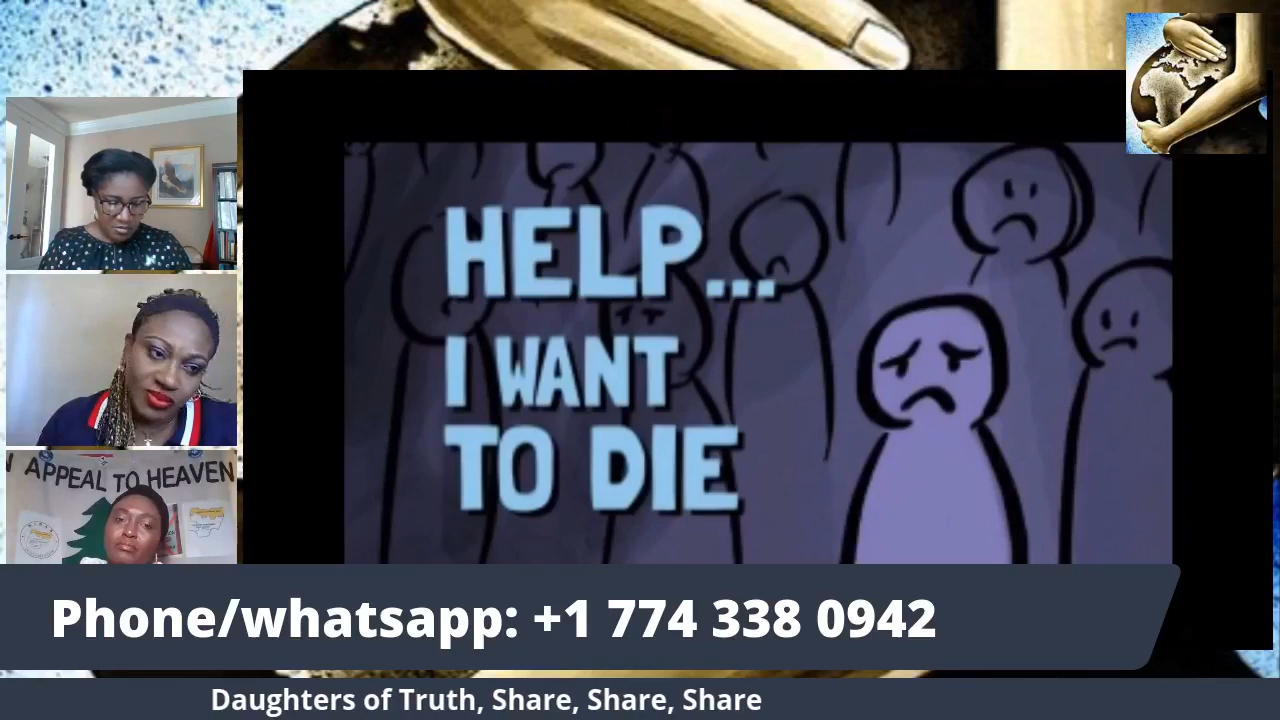 APPEAL TO HEAVEN
HELP...
I WANT
TO DIE
Phone/whatsapp: +1 774 338 0942
Daughters of Truth, Share, Share, Share